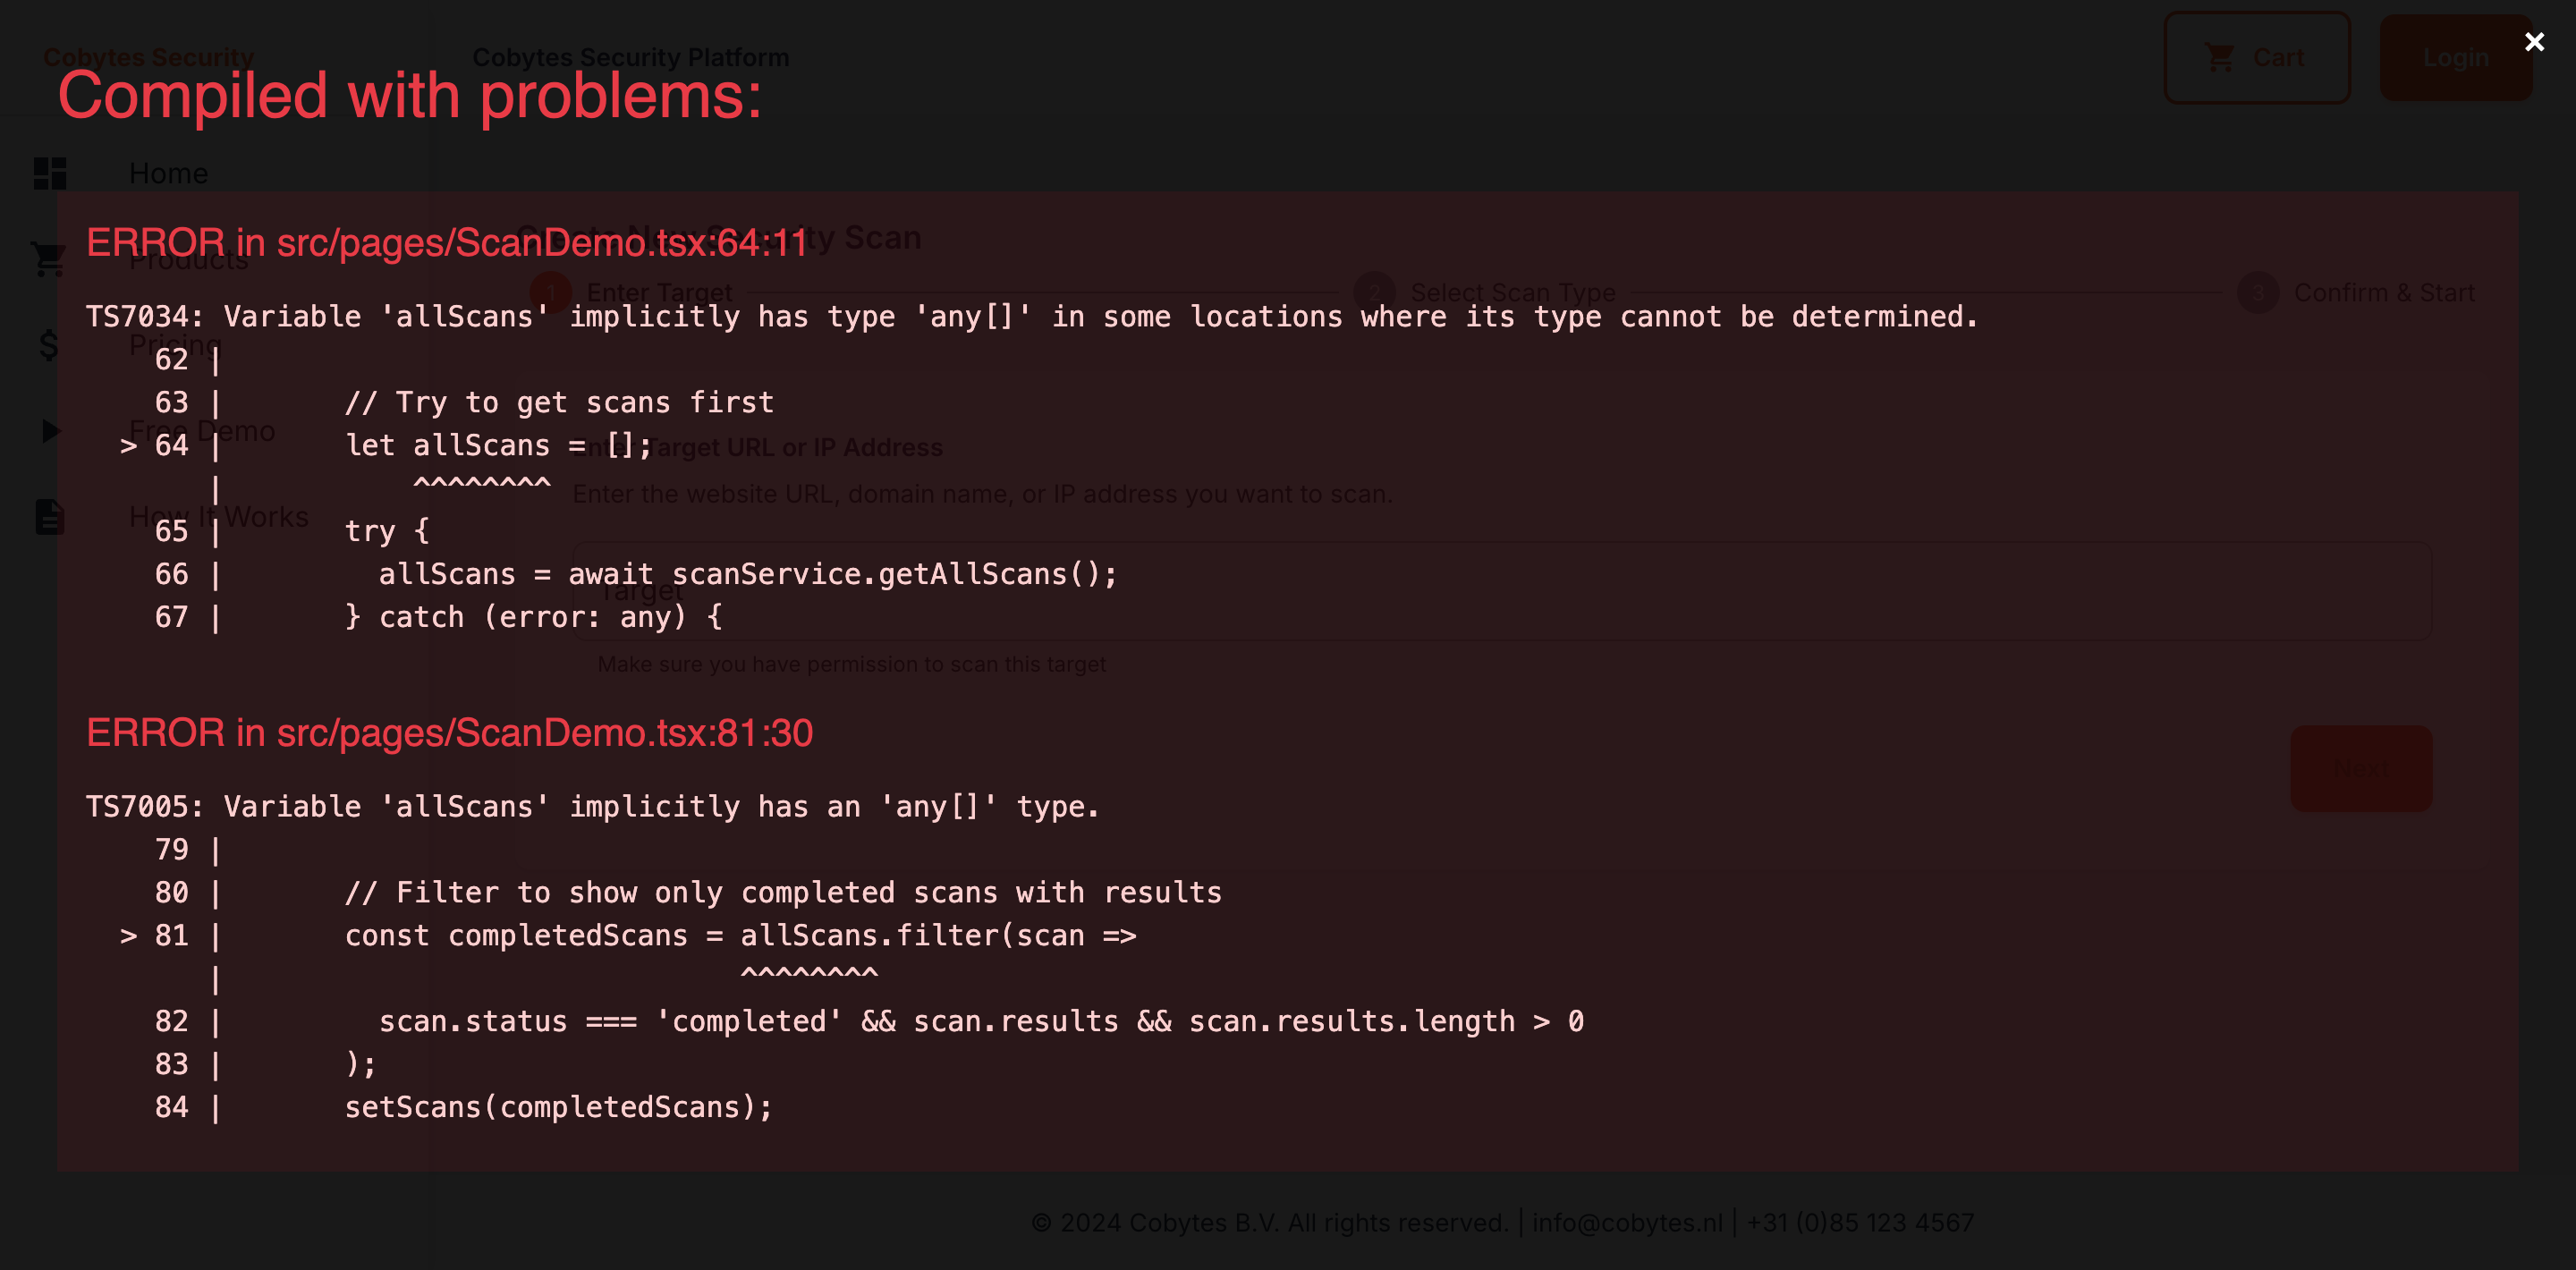 Cobytes Security
Cobytes Security Platform
Cart
Login
×
Compiled with problems:
Home
Products
Pricing
Free Demo
How It Works
Create New Security Scan
1 Enter Target
2 Select Scan Type
3 Confirm & Start
Enter Target URL or IP Address
Enter the website URL, domain name, or IP address you want to scan.
Target
Make sure you have permission to scan this target
Next
ERROR in src/pages/ScanDemo.tsx:64:11
TS7034: Variable 'allScans' implicitly has type 'any[]' in some locations where its type cannot be determined.
62 |
63 | // Try to get scans first
> 64 | let allScans = [];
| ^^^^^^^^
65 | try {
66 | allScans = await scanService.getAllScans();
67 | } catch (error: any) {
ERROR in src/pages/ScanDemo.tsx:81:30
TS7005: Variable 'allScans' implicitly has an 'any[]' type.
79 |
80 | // Filter to show only completed scans with results
> 81 | const completedScans = allScans.filter(scan =>
| ^^^^^^^^
82 | scan.status === 'completed' && scan.results && scan.results.length > 0
83 | );
84 | setScans(completedScans);
© 2024 Cobytes B.V. All rights reserved. | info@cobytes.nl | +31 (0)85 123 4567